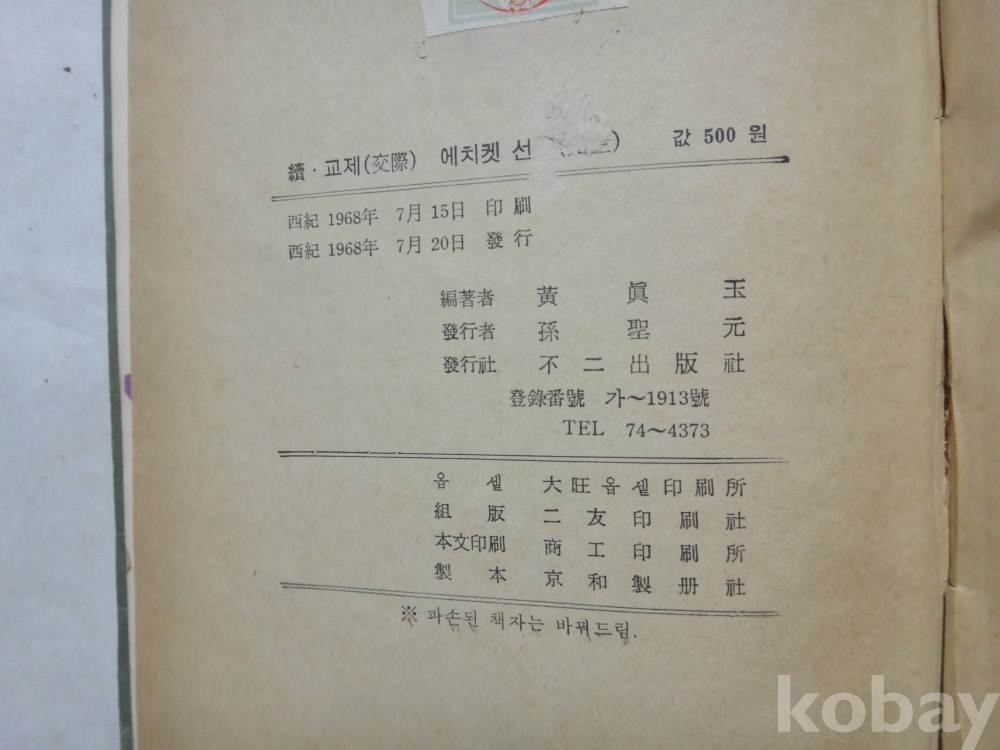 續·교제(交際) 에치켓 선 값 500 원
西紀 1968年 7月 15日 印刷
西紀 1968年 7月 20日 發行
編著者 黃眞玉
發行者 孫聖元
發行社 不二出版社
登錄番號 가~1913號
TEL 74~4373
옵셑 大旺옵셑印刷所
組版 二友印刷社
本文印刷 商工印刷所
製本 京和製册社
※ 파손된 책자는 바꿔드림.
kobay